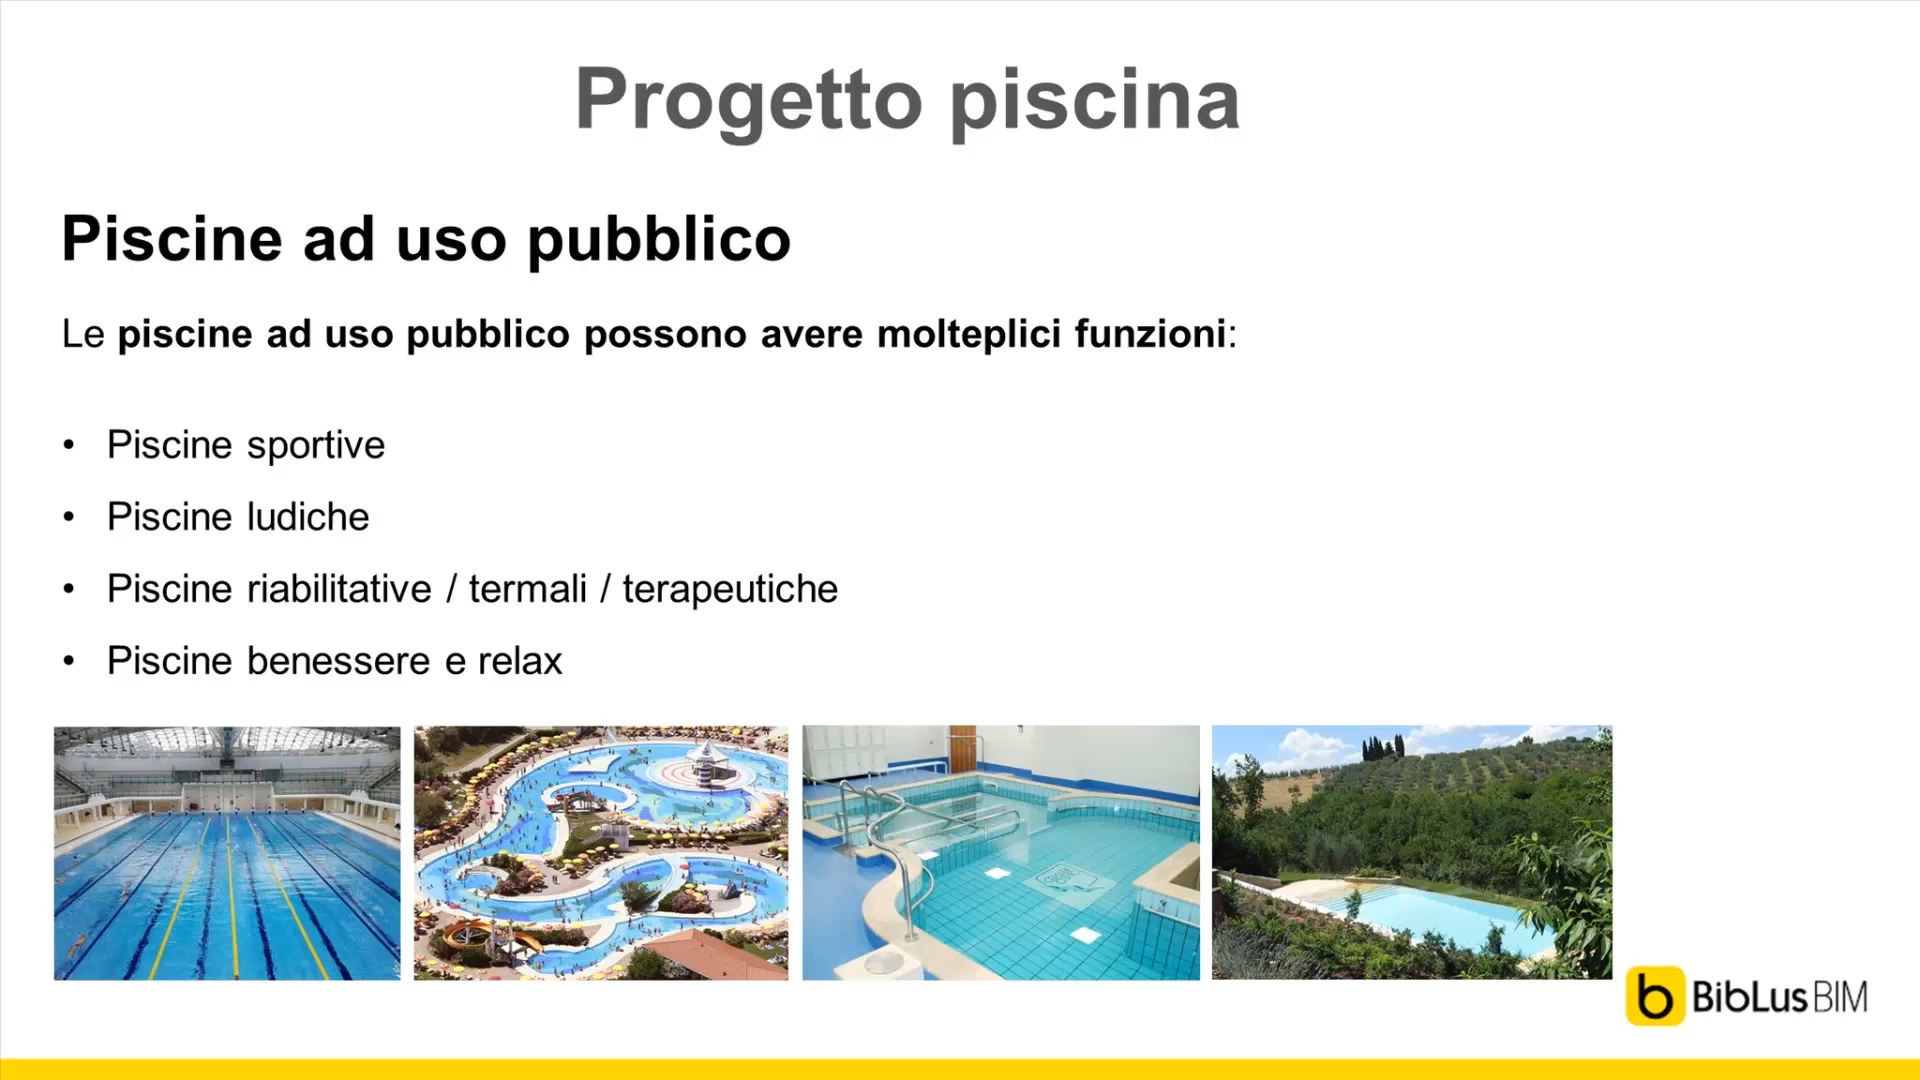 Progetto piscina
Piscine ad uso pubblico
Le piscine ad uso pubblico possono avere molteplici funzioni:
• Piscine sportive
• Piscine ludiche
• Piscine riabilitative / termali / terapeutiche
• Piscine benessere e relax
b BibLus BIM